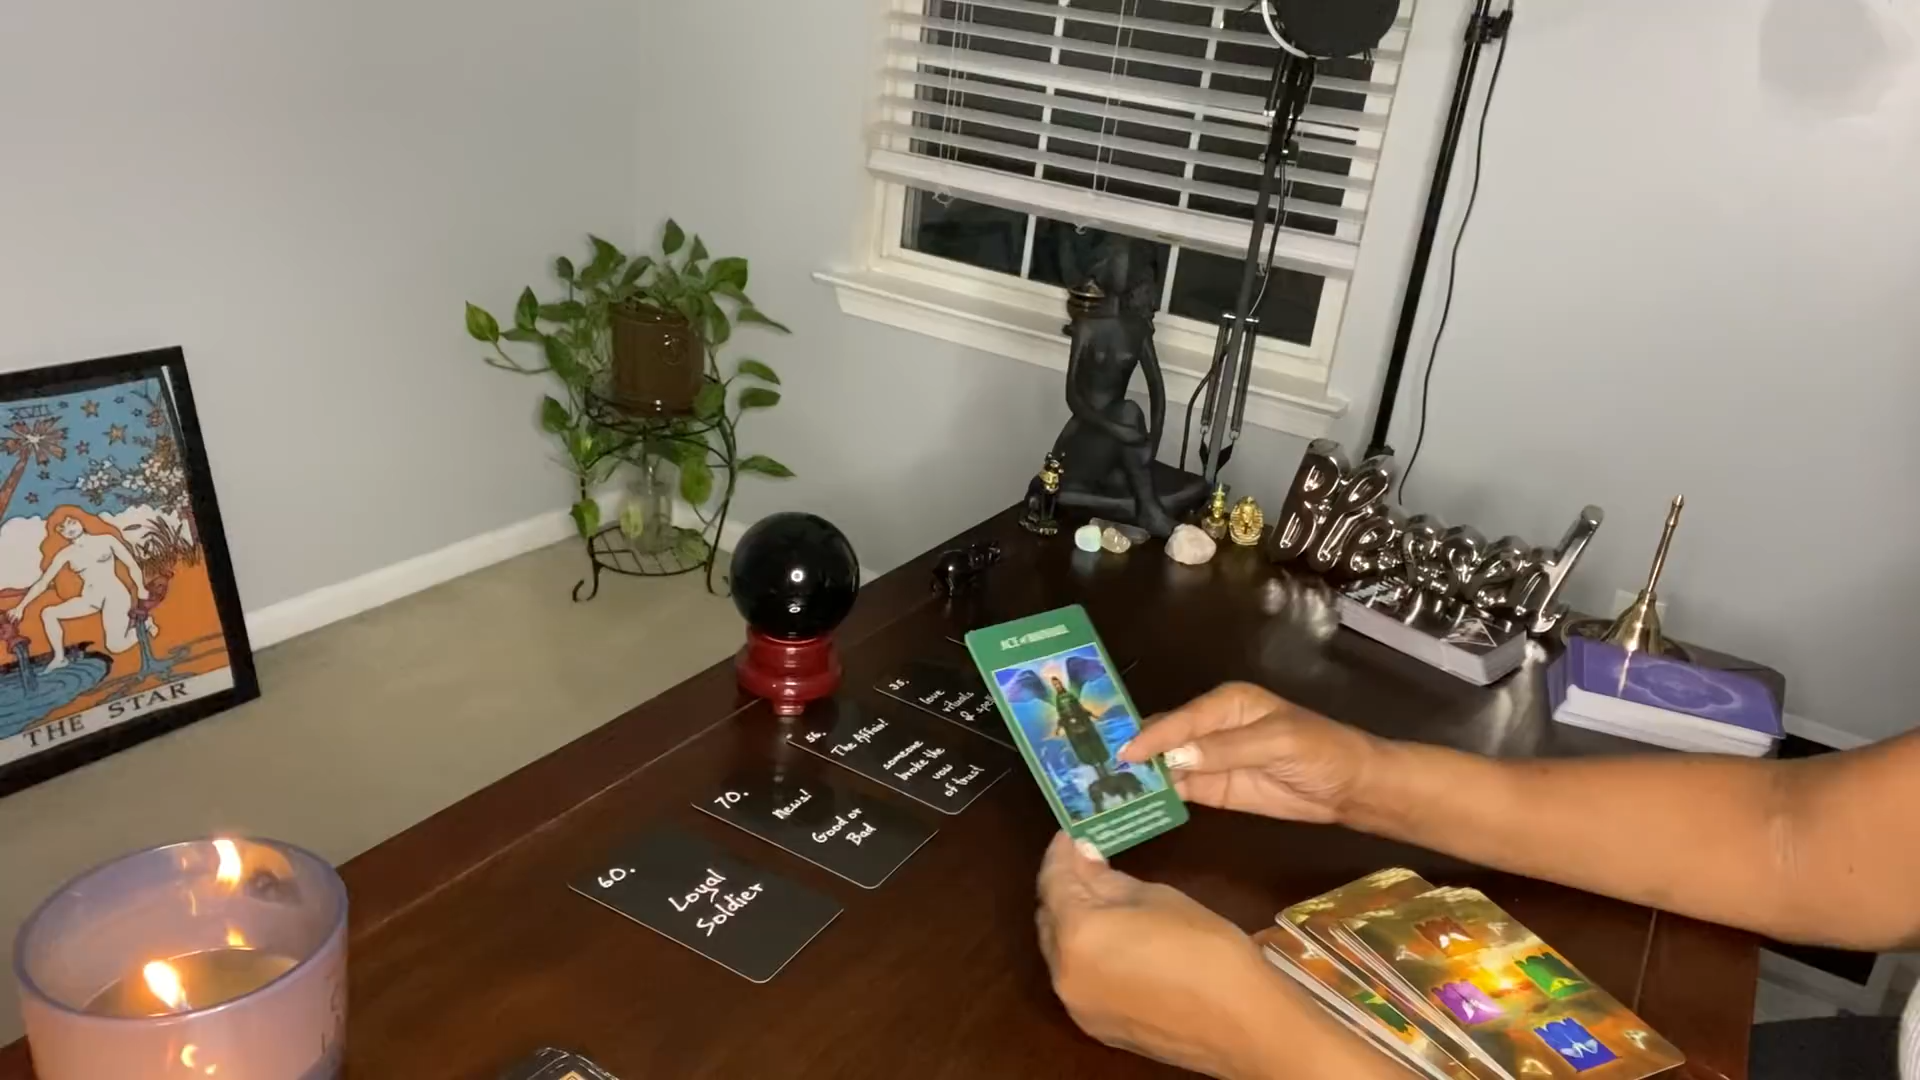 XVII
THE STAR
Blessed
ACE of
35.
love
rituals
& spells
56.
The Affair!
someone
broke the
vow
of trust
70.
News!
Good or
Bad
60.
Loyal
Soldier